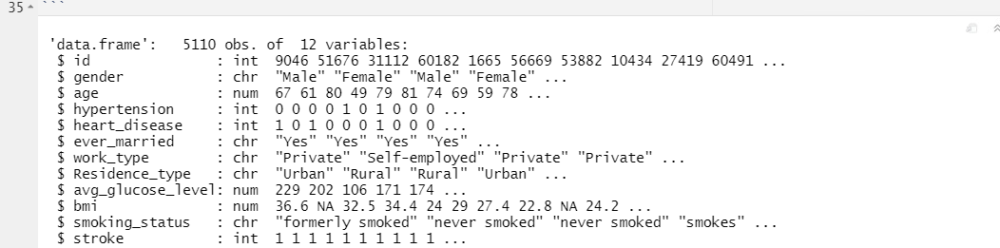 35 ```
'data.frame':   5110 obs. of  12 variables:
 $ id               : int  9046 51676 31112 60182 1665 56669 53882 10434 27419 60491 ...
 $ gender           : chr  "Male" "Female" "Male" "Female" ...
 $ age              : num  67 61 80 49 79 81 74 69 59 78 ...
 $ hypertension     : int  0 0 0 0 1 0 1 0 0 0 ...
 $ heart_disease    : int  1 0 1 0 0 0 1 0 0 0 ...
 $ ever_married     : chr  "Yes" "Yes" "Yes" "Yes" ...
 $ work_type        : chr  "Private" "Self-employed" "Private" "Private" ...
 $ Residence_type   : chr  "Urban" "Rural" "Rural" "Urban" ...
 $ avg_glucose_level: num  229 202 106 171 174 ...
 $ bmi              : num  36.6 NA 32.5 34.4 24 29 27.4 22.8 NA 24.2 ...
 $ smoking_status   : chr  "formerly smoked" "never smoked" "never smoked" "smokes" ...
 $ stroke           : int  1 1 1 1 1 1 1 1 1 1 ...